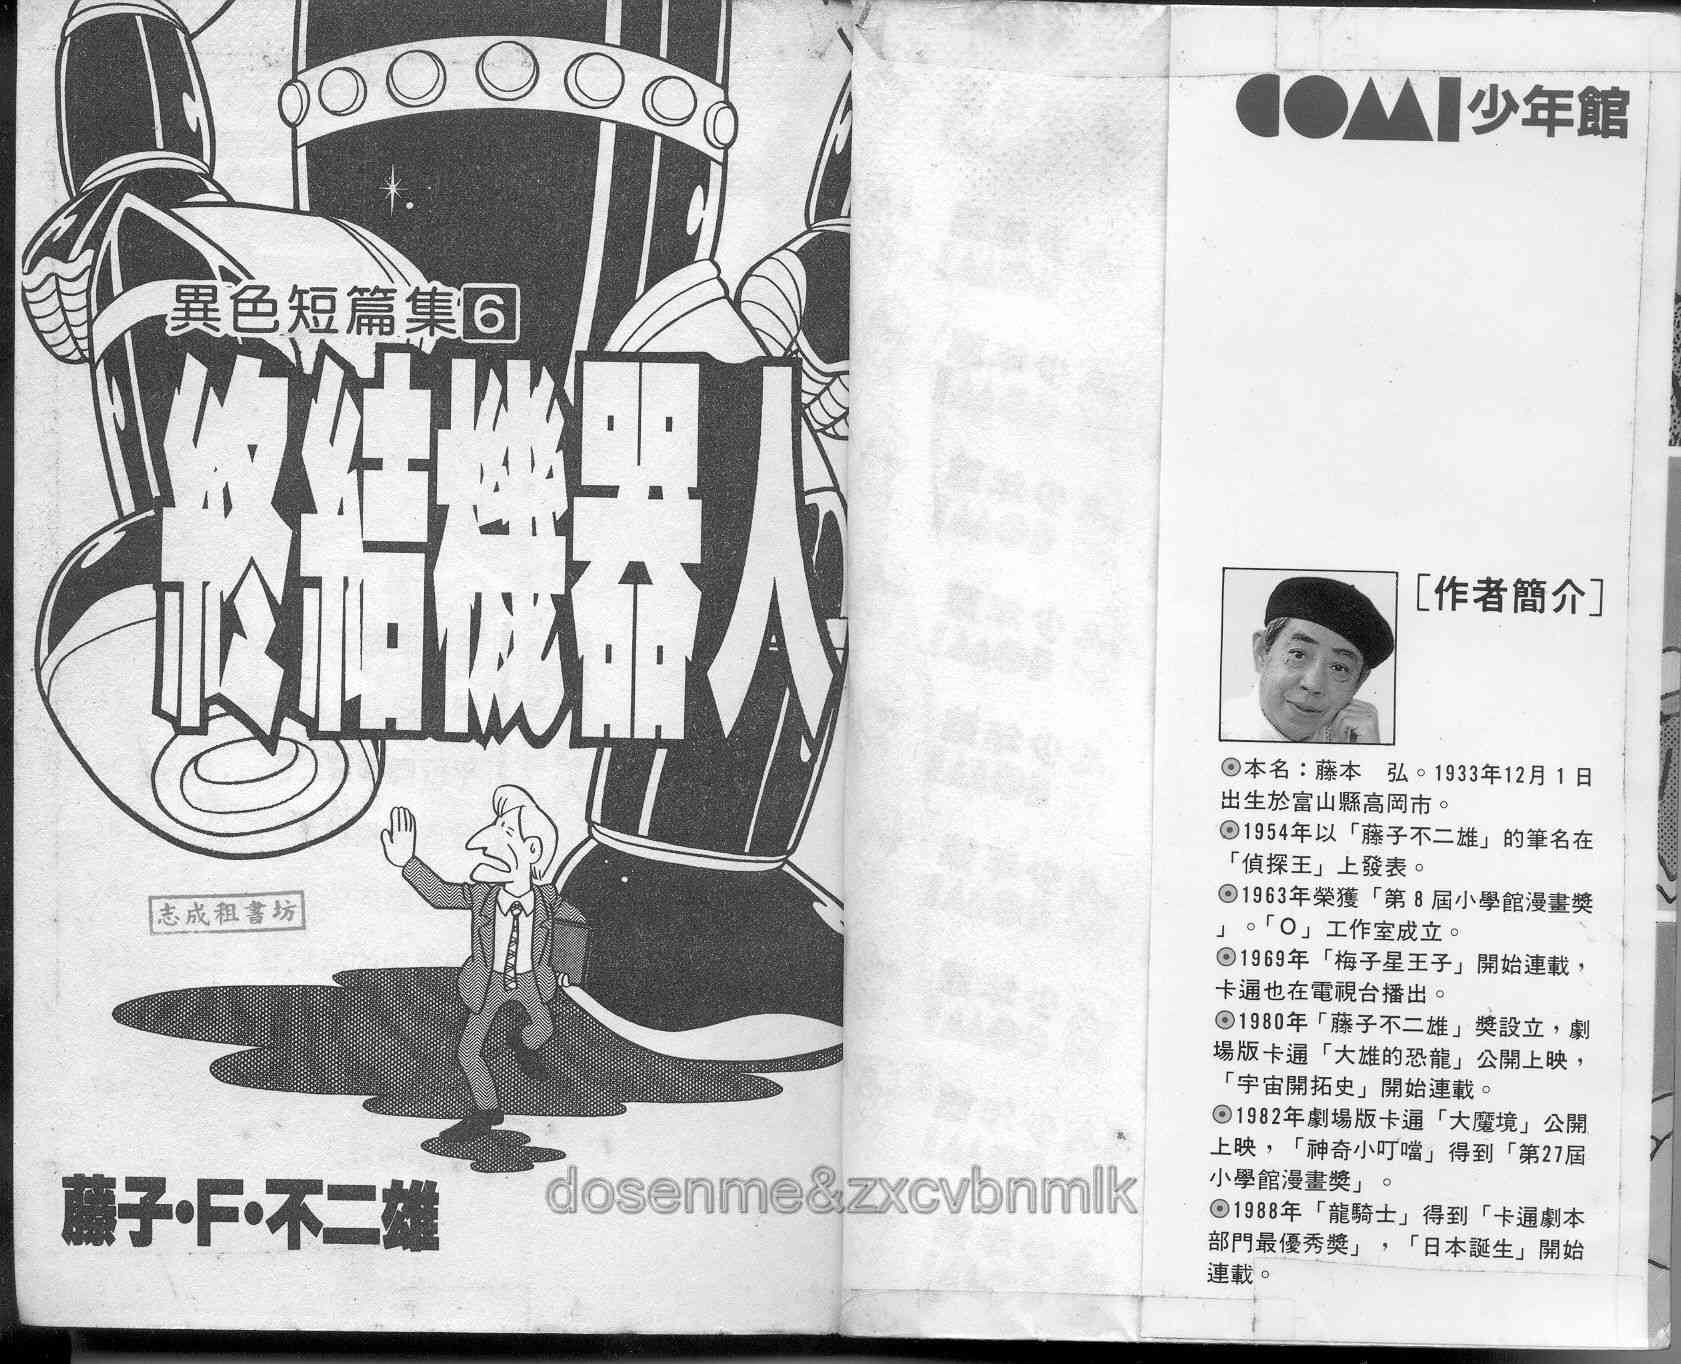 異色短篇集6
終結機器人
志成租書坊
藤子·F·不二雄
dosenme&zxcvbnmlk
COMI少年館
[作者簡介]
◉本名：藤本　弘。1933年12月1日
出生於富山縣高岡市。
◉1954年以「藤子不二雄」的筆名在
「偵探王」上發表。
◉1963年榮獲「第8屆小學館漫畫獎
」。「O」工作室成立。
◉1969年「梅子星王子」開始連載，
卡通也在電視台播出。
◉1980年「藤子不二雄」獎設立，劇
場版卡通「大雄的恐龍」公開上映，
「宇宙開拓史」開始連載。
◉1982年劇場版卡通「大魔境」公開
上映，「神奇小叮噹」得到「第27屆
小學館漫畫獎」。
◉1988年「龍騎士」得到「卡通劇本
部門最優秀獎」，「日本誕生」開始
連載。